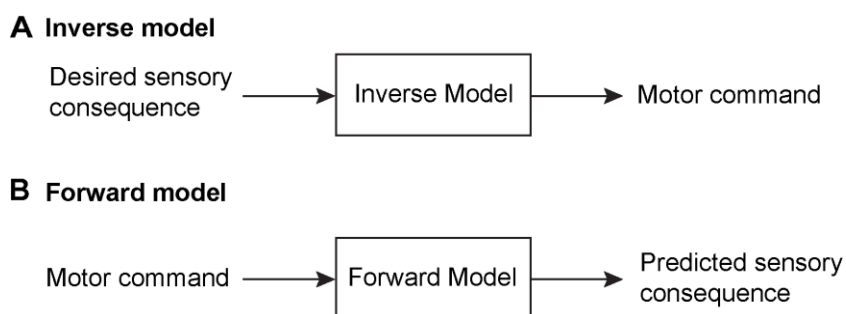 A Inverse model
Desired sensory
consequence
Inverse Model
Motor command
B Forward model
Motor command
Forward Model
Predicted sensory
consequence